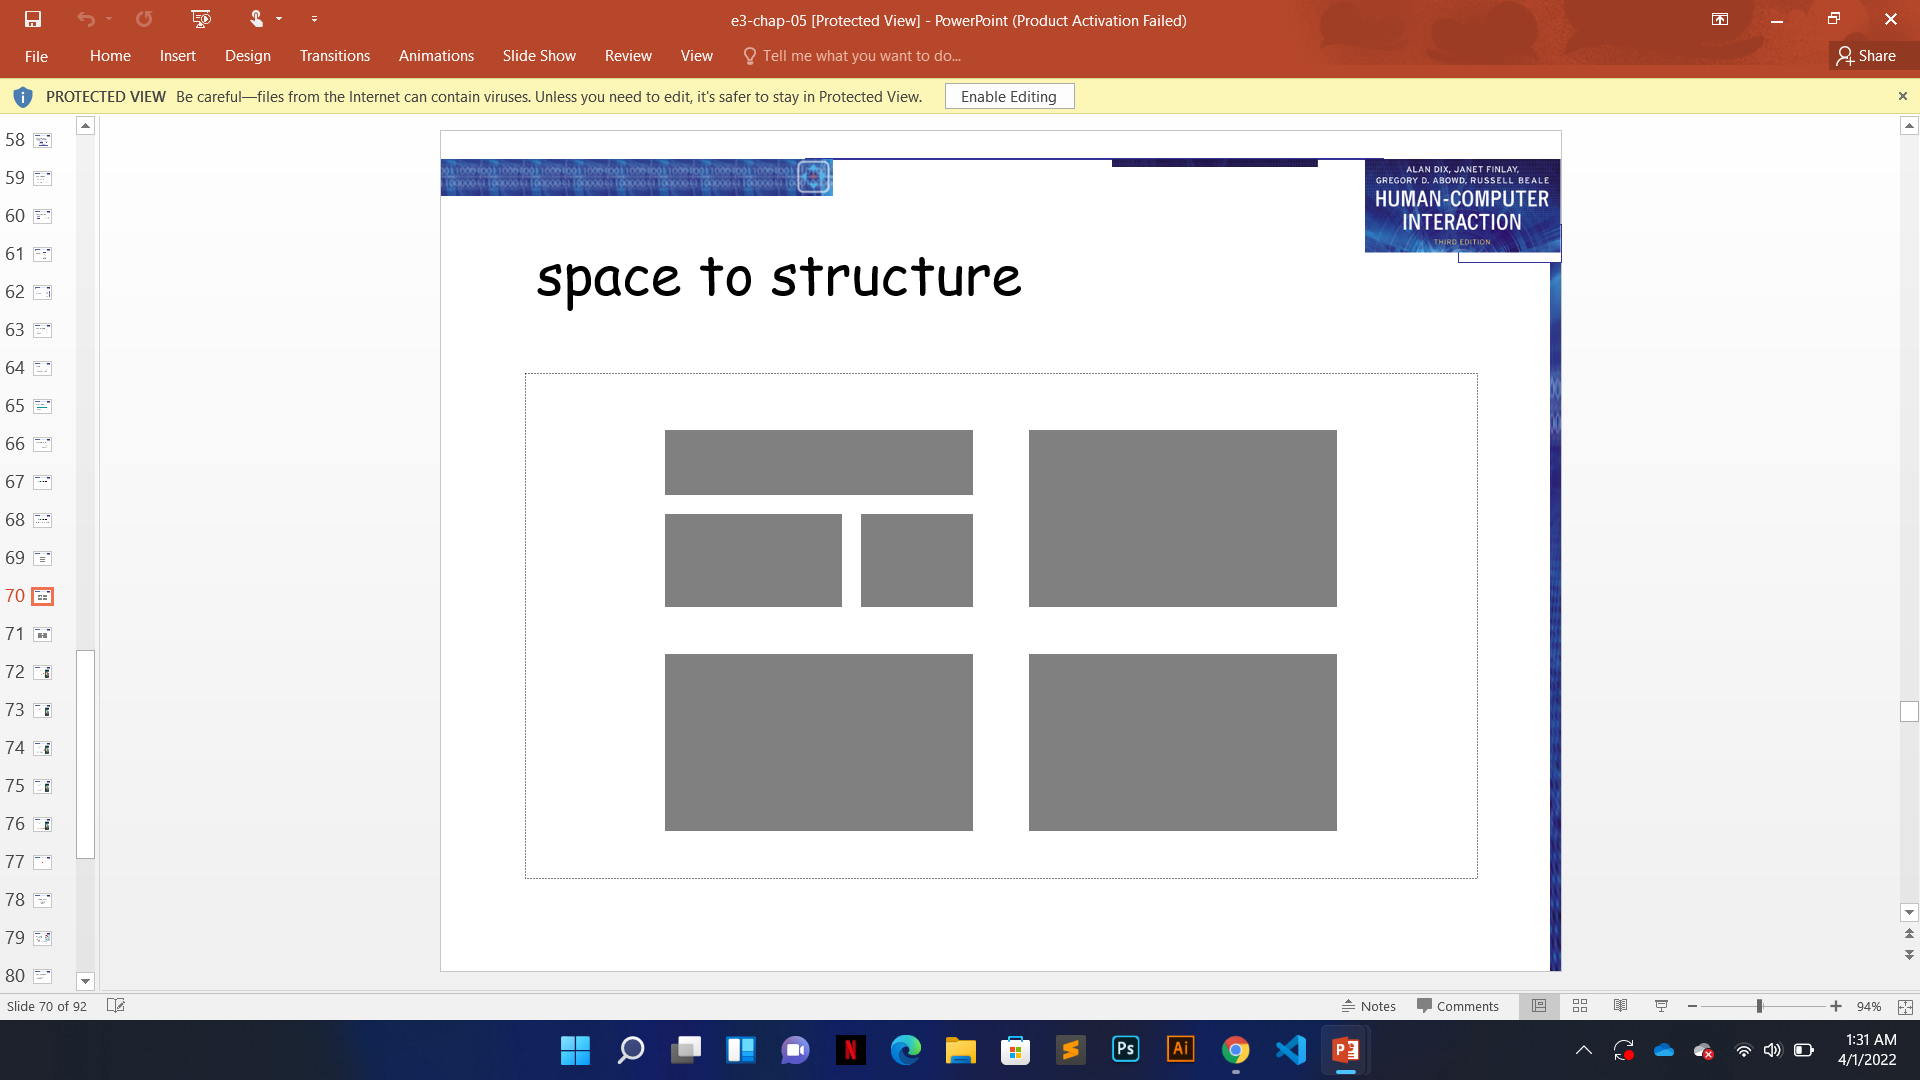 e3-chap-05 [Protected View] - PowerPoint (Product Activation Failed)
File Home Insert Design Transitions Animations Slide Show Review View Tell me what you want to do... Share
PROTECTED VIEW Be careful—files from the Internet can contain viruses. Unless you need to edit, it's safer to stay in Protected View. Enable Editing
ALAN DIX, JANET FINLAY,
GREGORY D. ABOWD, RUSSELL BEALE
HUMAN-COMPUTER
INTERACTION
THIRD EDITION
space to structure
58
59
60
61
62
63
64
65
66
67
68
69
70
71
72
73
74
75
76
77
78
79
80
Slide 70 of 92 Notes Comments 94%
N Ps Ai P
1:31 AM
4/1/2022